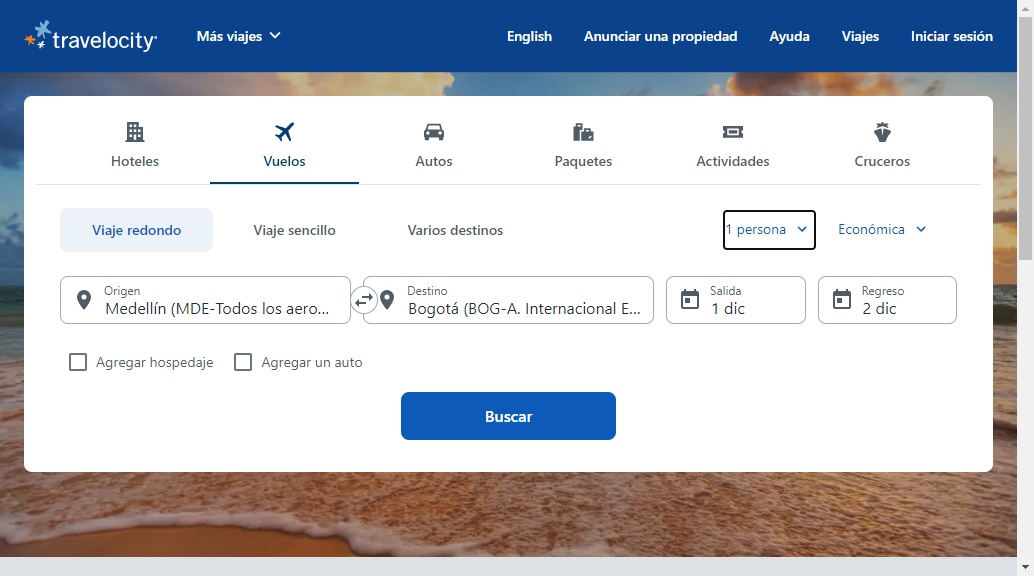 travelocity
Más viajes
English
Anunciar una propiedad
Ayuda
Viajes
Iniciar sesión
Hoteles
Vuelos
Autos
Paquetes
Actividades
Cruceros
Viaje redondo
Viaje sencillo
Varios destinos
1 persona
Económica
Origen
Medellín (MDE-Todos los aero...
Destino
Bogotá (BOG-A. Internacional E...
Salida
1 dic
Regreso
2 dic
Agregar hospedaje
Agregar un auto
Buscar